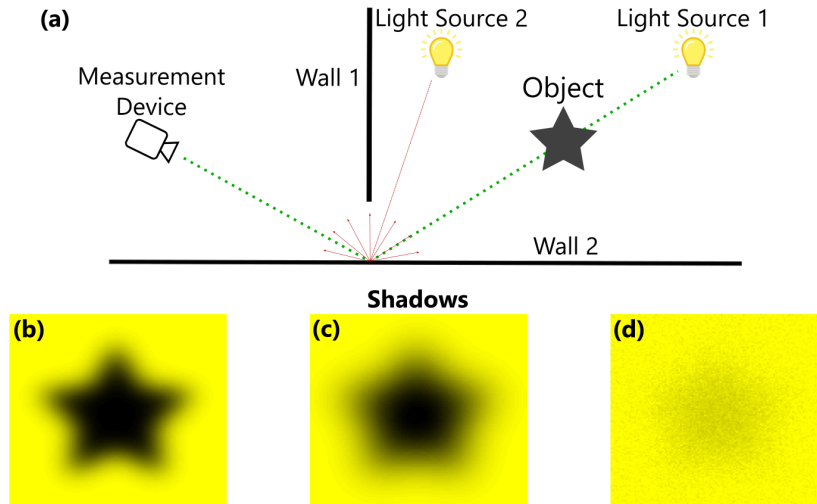 (a)
Light Source 2
Light Source 1
Measurement
Device
Wall 1
Object
Wall 2
Shadows
(b)
(c)
(d)